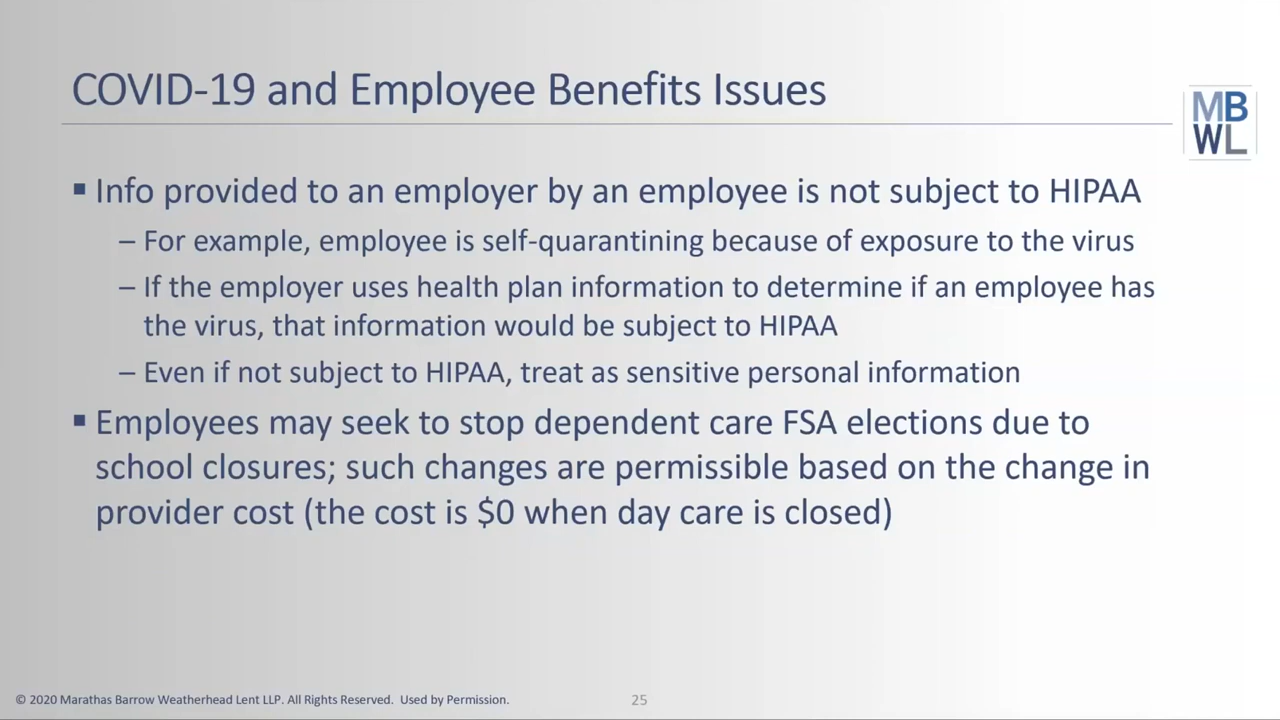 COVID-19 and Employee Benefits Issues
MB
WL
▪ Info provided to an employer by an employee is not subject to HIPAA
– For example, employee is self-quarantining because of exposure to the virus
– If the employer uses health plan information to determine if an employee has
the virus, that information would be subject to HIPAA
– Even if not subject to HIPAA, treat as sensitive personal information
▪ Employees may seek to stop dependent care FSA elections due to
school closures; such changes are permissible based on the change in
provider cost (the cost is $0 when day care is closed)
© 2020 Marathas Barrow Weatherhead Lent LLP. All Rights Reserved. Used by Permission.
25